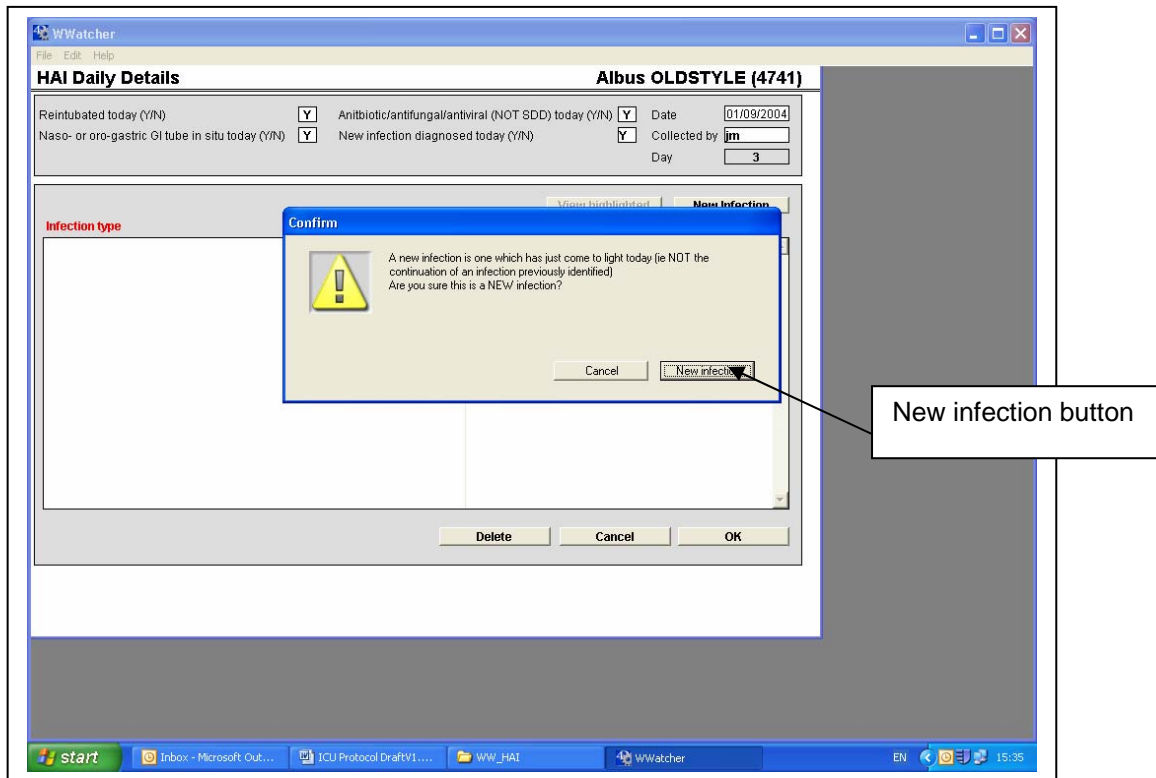 WWatcher
File Edit Help
HAI Daily Details
Albus OLDSTYLE (4741)
Reintubated today (Y/N) Y Anitbiotic/antifungal/antiviral (NOT SDD) today (Y/N) Y Date 01/09/2004
Naso- or oro-gastric GI tube in situ today (Y/N) Y New infection diagnosed today (Y/N) Y Collected by jm
Day 3
View highlighted New Infection
Infection type
Confirm
A new infection is one which has just come to light today (ie NOT the
continuation of an infection previously identified)
Are you sure this is a NEW infection?
Cancel New infection
New infection button
Delete Cancel OK
start Inbox - Microsoft Out... ICU Protocol DraftV1.... WW_HAI WWatcher EN 15:35